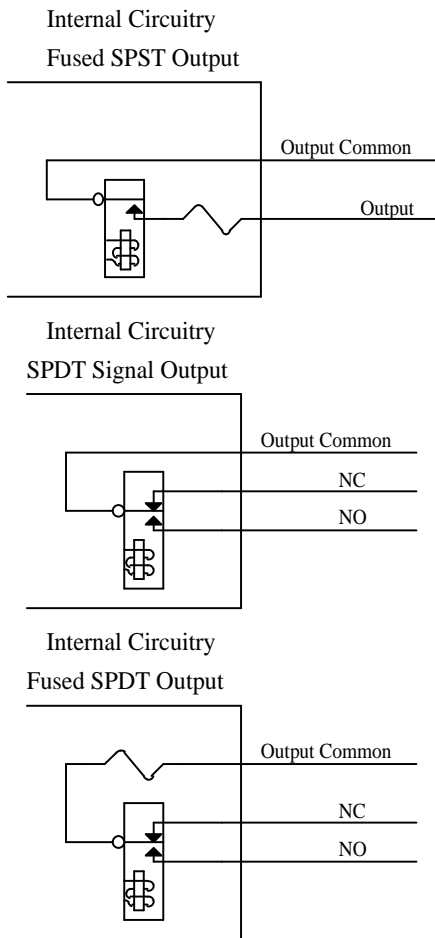 Internal Circuitry
Fused SPST Output
Output Common
Output
Internal Circuitry
SPDT Signal Output
Output Common
NC
NO
Internal Circuitry
Fused SPDT Output
Output Common
NC
NO